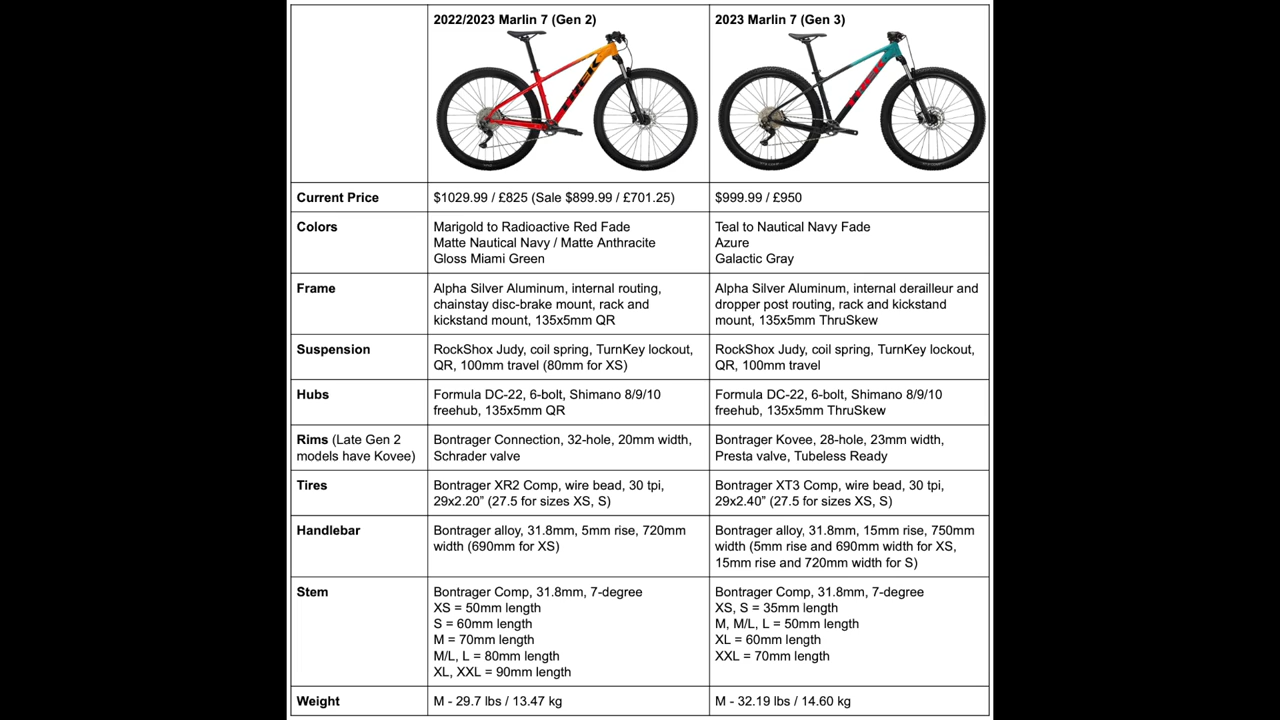 2022/2023 Marlin 7 (Gen 2)
2023 Marlin 7 (Gen 3)
TREK
TREK
Current Price
$1029.99 / £825 (Sale $899.99 / £701.25)
$999.99 / £950
Colors
Marigold to Radioactive Red Fade
Matte Nautical Navy / Matte Anthracite
Gloss Miami Green
Teal to Nautical Navy Fade
Azure
Galactic Gray
Frame
Alpha Silver Aluminum, internal routing,
chainstay disc-brake mount, rack and
kickstand mount, 135x5mm QR
Alpha Silver Aluminum, internal derailleur and
dropper post routing, rack and kickstand
mount, 135x5mm ThruSkew
Suspension
RockShox Judy, coil spring, TurnKey lockout,
QR, 100mm travel (80mm for XS)
RockShox Judy, coil spring, TurnKey lockout,
QR, 100mm travel
Hubs
Formula DC-22, 6-bolt, Shimano 8/9/10
freehub, 135x5mm QR
Formula DC-22, 6-bolt, Shimano 8/9/10
freehub, 135x5mm ThruSkew
Rims (Late Gen 2
models have Kovee)
Bontrager Connection, 32-hole, 20mm width,
Schrader valve
Bontrager Kovee, 28-hole, 23mm width,
Presta valve, Tubeless Ready
Tires
Bontrager XR2 Comp, wire bead, 30 tpi,
29x2.20” (27.5 for sizes XS, S)
Bontrager XT3 Comp, wire bead, 30 tpi,
29x2.40” (27.5 for sizes XS, S)
Handlebar
Bontrager alloy, 31.8mm, 5mm rise, 720mm
width (690mm for XS)
Bontrager alloy, 31.8mm, 15mm rise, 750mm
width (5mm rise and 690mm width for XS,
15mm rise and 720mm width for S)
Stem
Bontrager Comp, 31.8mm, 7-degree
XS = 50mm length
S = 60mm length
M = 70mm length
M/L, L = 80mm length
XL, XXL = 90mm length
Bontrager Comp, 31.8mm, 7-degree
XS, S = 35mm length
M, M/L, L = 50mm length
XL = 60mm length
XXL = 70mm length
Weight
M - 29.7 lbs / 13.47 kg
M - 32.19 lbs / 14.60 kg